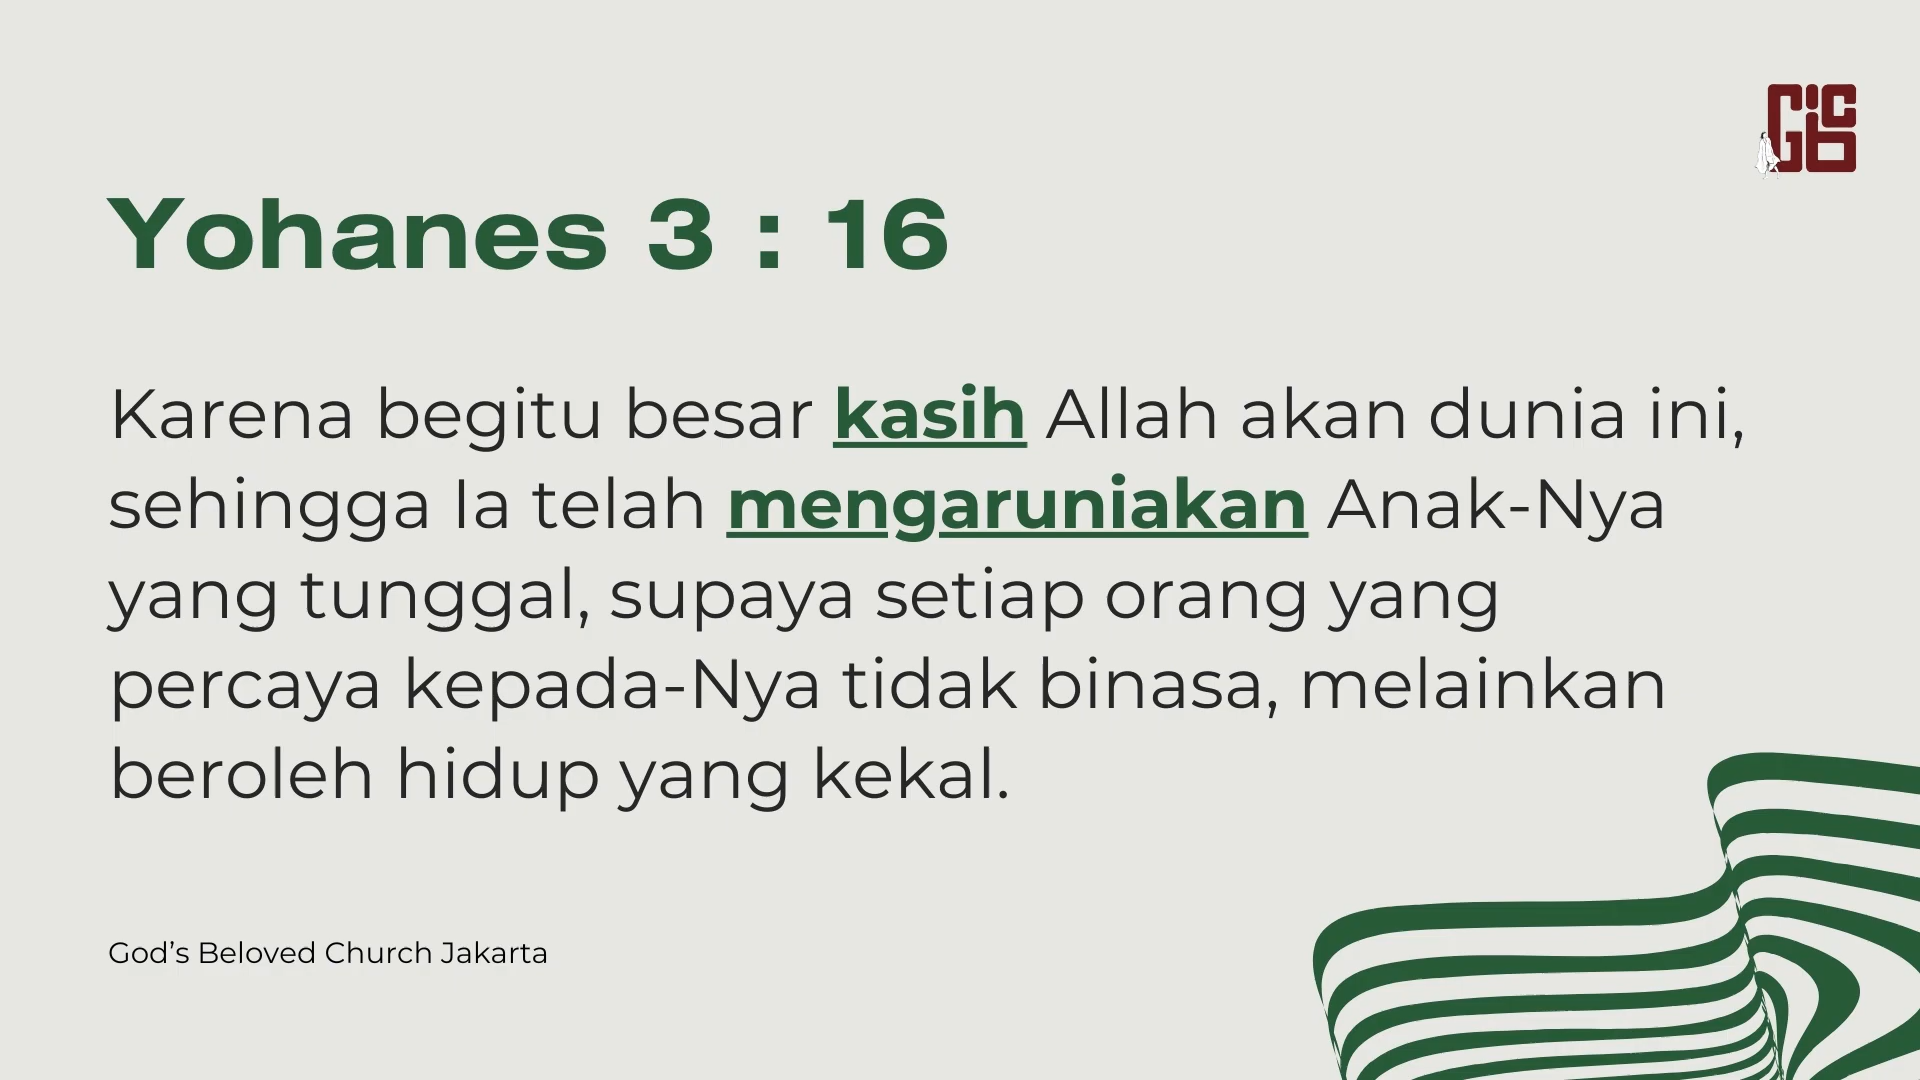 Yohanes 3 : 16
Karena begitu besar kasih Allah akan dunia ini,
sehingga Ia telah mengaruniakan Anak-Nya
yang tunggal, supaya setiap orang yang
percaya kepada-Nya tidak binasa, melainkan
beroleh hidup yang kekal.
God’s Beloved Church Jakarta